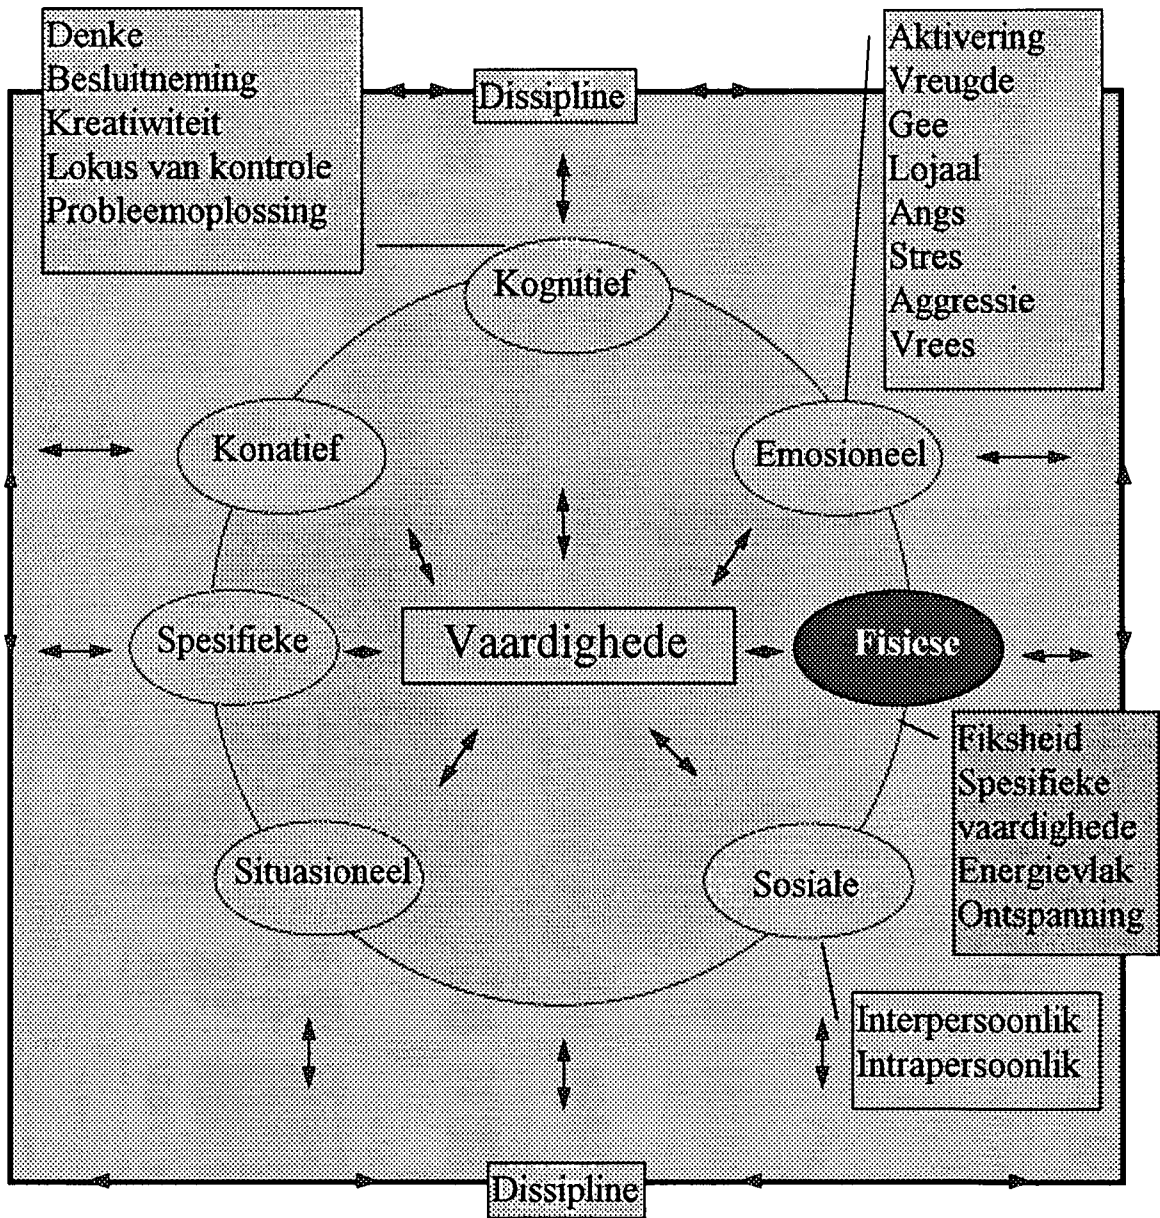 Denke
Besluitneming
Kreatiwiteit
Lokus van kontrole
Probleemoplossing
Dissipline
Aktivering
Vreugde
Gee
Lojaal
Angs
Stres
Aggressie
Vrees
Kognitief
Konatief
Emosioneel
Spesifieke
Vaardighede
Fisiese
Fiksheid
Spesifieke
vaardighede
Energievlak
Ontspanning
Situasioneel
Sosiale
Interpersoonlik
Intrapersoonlik
Dissipline